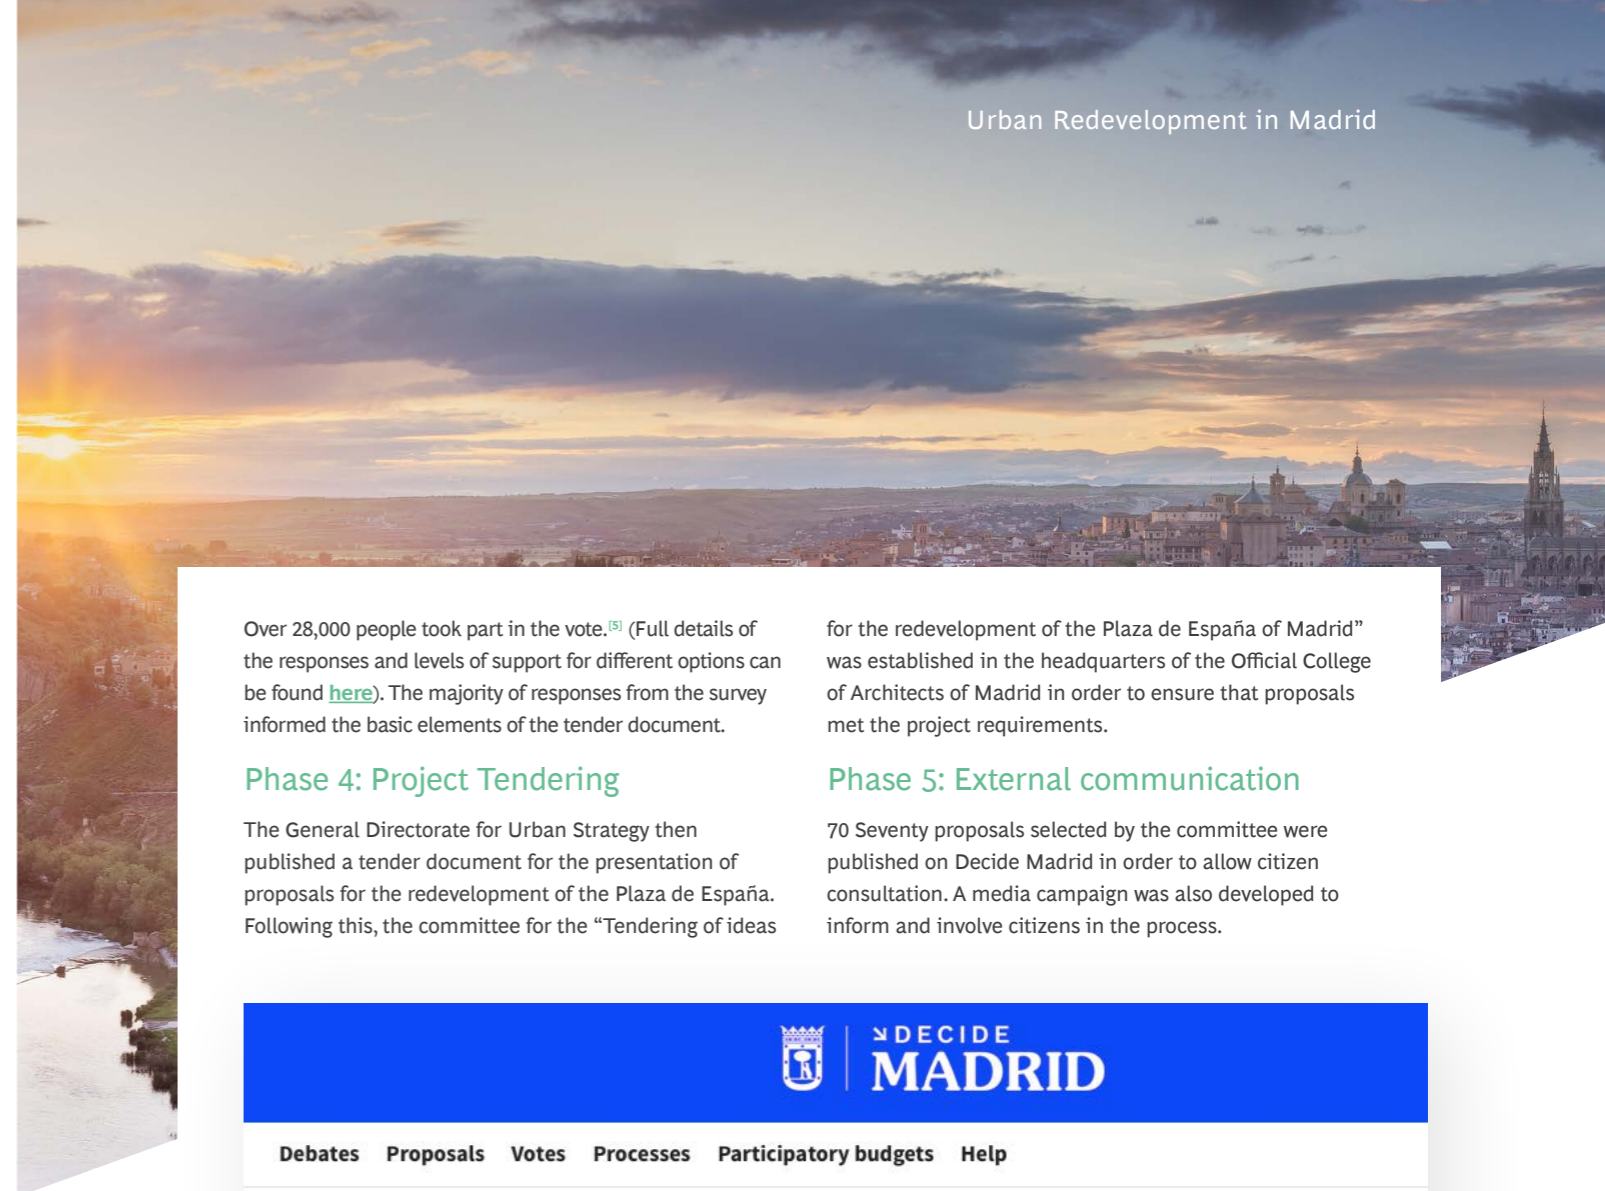 Urban Redevelopment in Madrid
Over 28,000 people took part in the vote.[5] (Full details of
the responses and levels of support for different options can
be found here). The majority of responses from the survey
informed the basic elements of the tender document.
Phase 4: Project Tendering
The General Directorate for Urban Strategy then
published a tender document for the presentation of
proposals for the redevelopment of the Plaza de España.
Following this, the committee for the “Tendering of ideas
for the redevelopment of the Plaza de España of Madrid”
was established in the headquarters of the Official College
of Architects of Madrid in order to ensure that proposals
met the project requirements.
Phase 5: External communication
70 Seventy proposals selected by the committee were
published on Decide Madrid in order to allow citizen
consultation. A media campaign was also developed to
inform and involve citizens in the process.
DECIDE
MADRID
Debates Proposals Votes Processes Participatory budgets Help